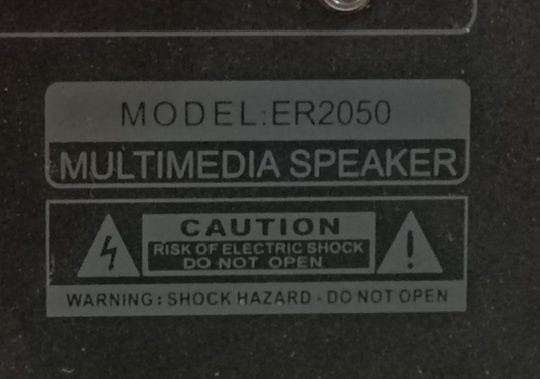 MODEL:ER2050
MULTIMEDIA SPEAKER
CAUTION
RISK OF ELECTRIC SHOCK
DO NOT OPEN
WARNING: SHOCK HAZARD - DO NOT OPEN